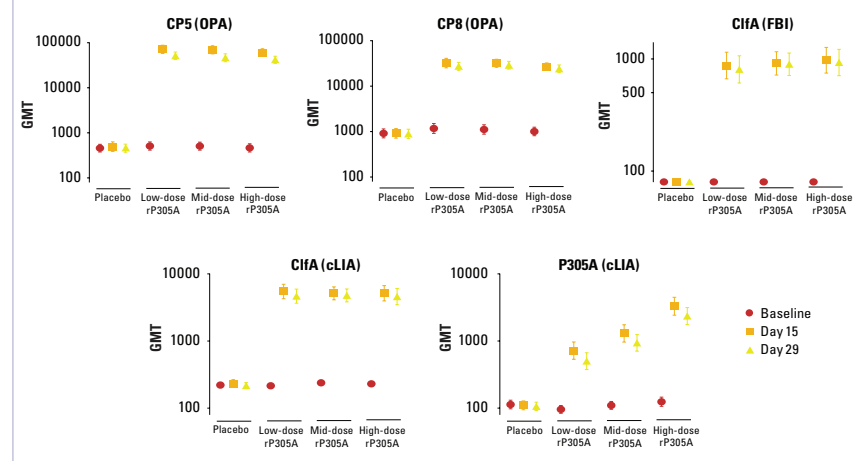 CP5 (OPA)
100000
10000
1000
100
GMT
Placebo
Low-dose
rP305A
Mid-dose
rP305A
High-dose
rP305A
CP8 (OPA)
100000
10000
1000
100
GMT
Placebo
Low-dose
rP305A
Mid-dose
rP305A
High-dose
rP305A
ClfA (FBI)
1000
500
100
GMT
Placebo
Low-dose
rP305A
Mid-dose
rP305A
High-dose
rP305A
ClfA (cLIA)
10000
1000
100
GMT
Placebo
Low-dose
rP305A
Mid-dose
rP305A
High-dose
rP305A
P305A (cLIA)
10000
1000
100
GMT
Placebo
Low-dose
rP305A
Mid-dose
rP305A
High-dose
rP305A
Baseline
Day 15
Day 29